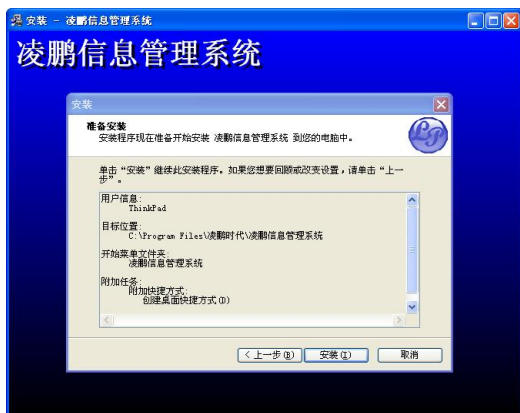 安装 - 凌鹏信息管理系统
凌鹏信息管理系统
安装
准备安装
安装程序现在准备开始安装 凌鹏信息管理系统 到您的电脑中。
LP
单击“安装”继续此安装程序。如果您想要回顾或改变设置，请单击“上一
步”。
用户信息:
ThinkPad
目标位置:
C:\Program Files\凌鹏时代\凌鹏信息管理系统
开始菜单文件夹:
凌鹏信息管理系统
附加任务:
附加快捷方式:
创建桌面快捷方式(D)
< 上一步(B)
安装(I)
取消